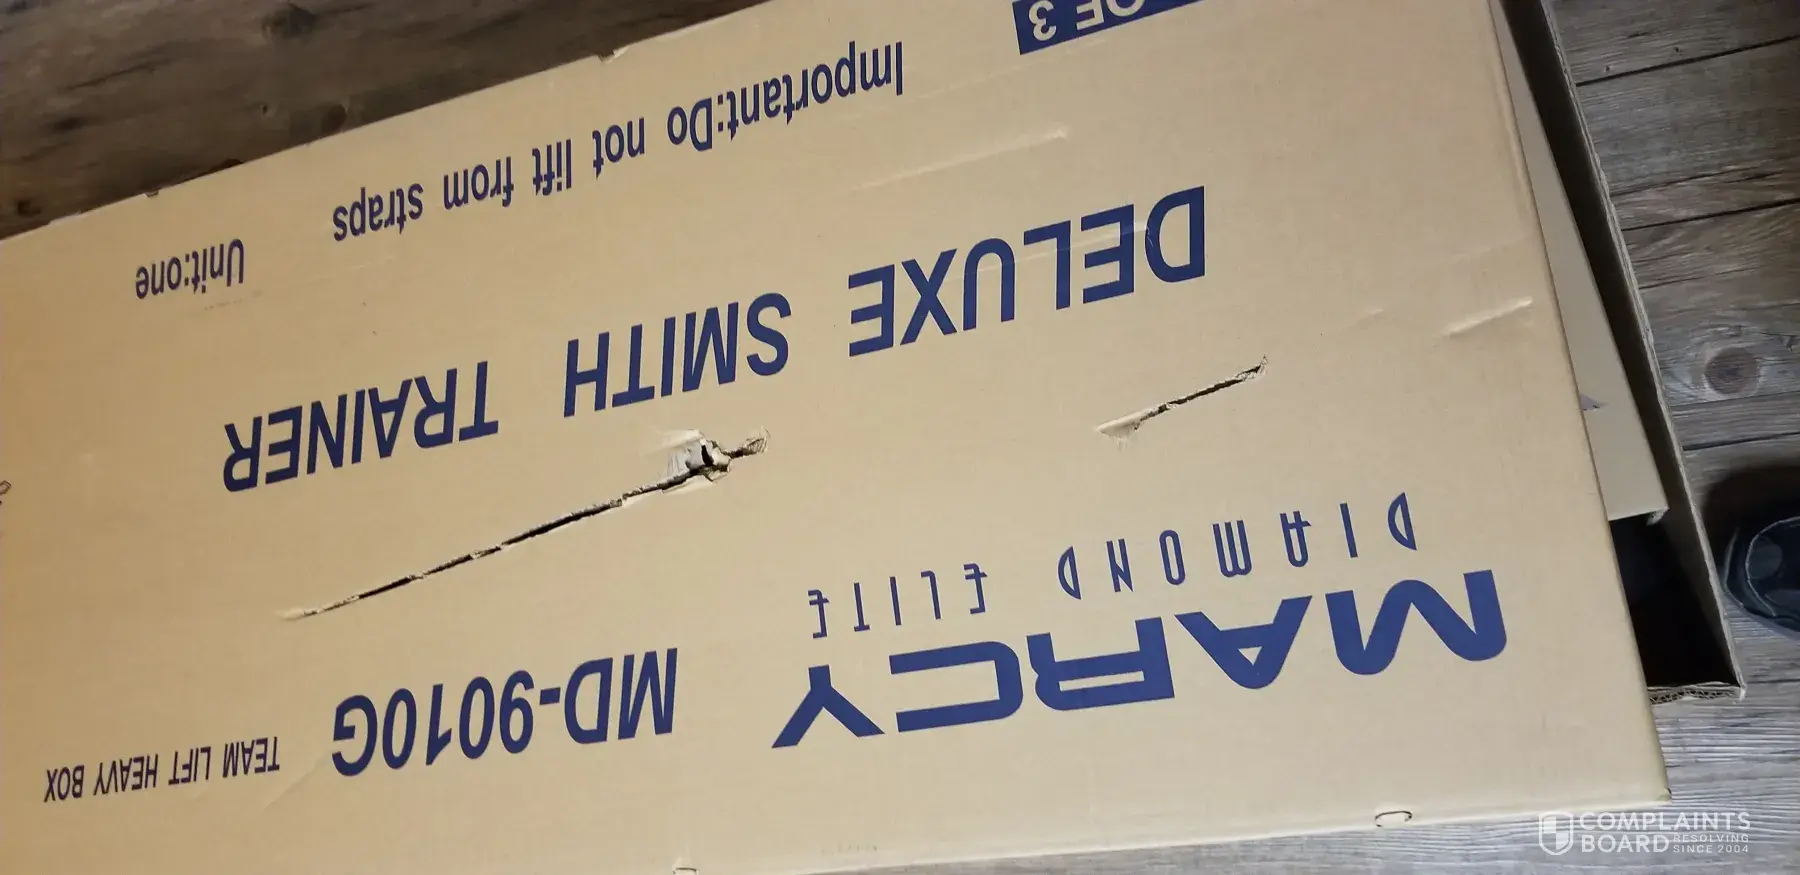 MARCY
DIAMOND ELITE
MD-9010G
TEAM LIFT HEAVY BOX
DELUXE SMITH TRAINER
Important:Do not lift from straps
Unit:one
OF 3
COMPLAINTS
BOARD
RESOLVING
SINCE 2004